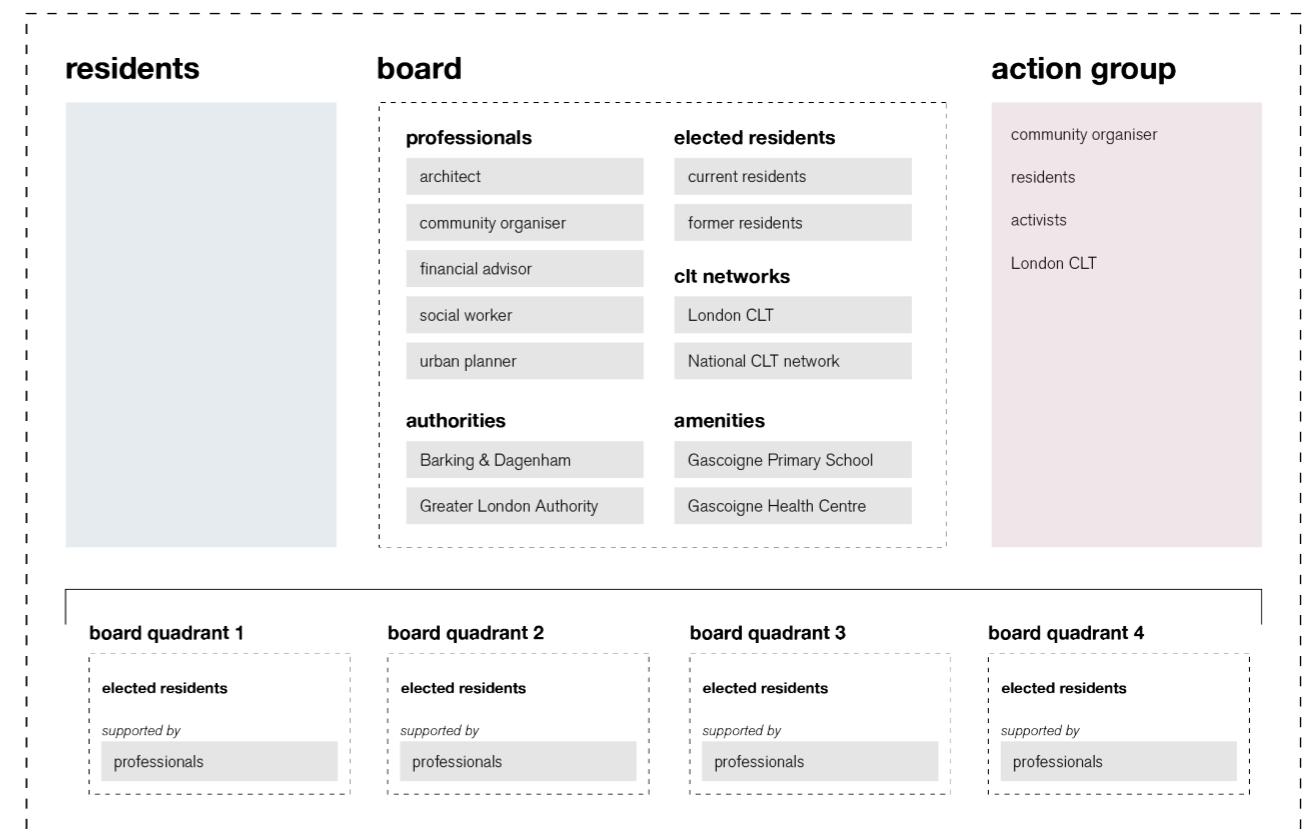 residents
board
action group
professionals
architect
community organiser
financial advisor
social worker
urban planner
elected residents
current residents
former residents
clt networks
London CLT
National CLT network
authorities
Barking & Dagenham
Greater London Authority
amenities
Gascoigne Primary School
Gascoigne Health Centre
community organiser
residents
activists
London CLT
board quadrant 1
elected residents
supported by
professionals
board quadrant 2
elected residents
supported by
professionals
board quadrant 3
elected residents
supported by
professionals
board quadrant 4
elected residents
supported by
professionals